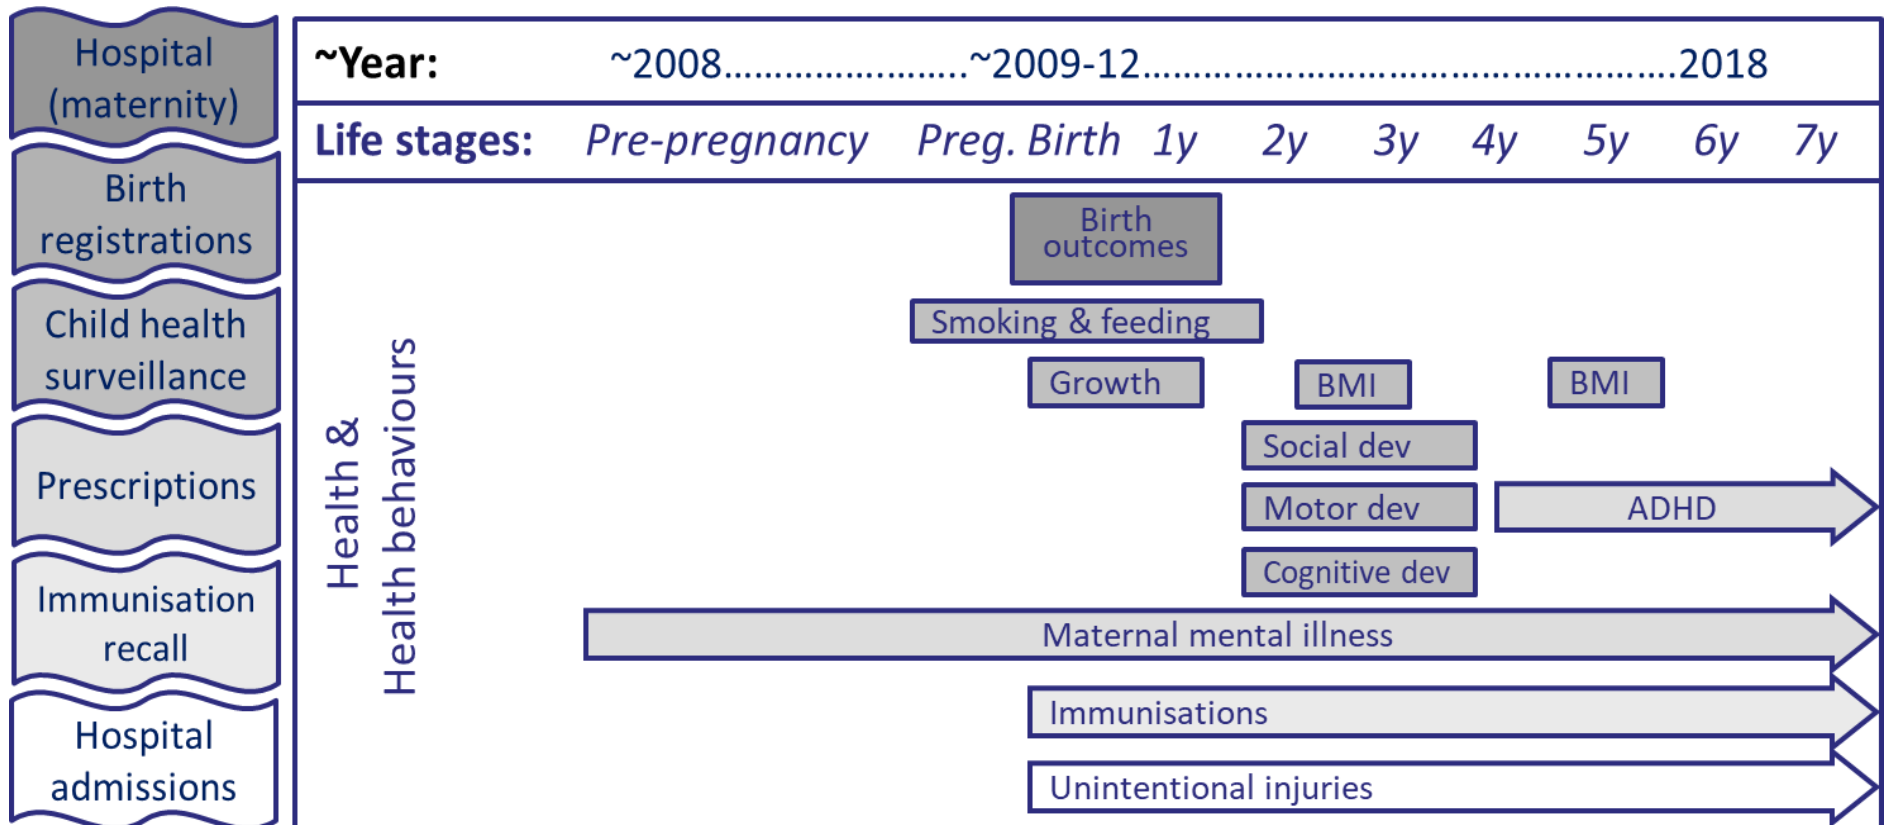 Hospital
(maternity)
Birth
registrations
Child health
surveillance
Prescriptions
Immunisation
recall
Hospital
admissions
~Year: ~2008......................~2009-12.......................................................2018
Life stages: Pre-pregnancy Preg. Birth 1y 2y 3y 4y 5y 6y 7y
Health &
Health behaviours
Birth
outcomes
Smoking & feeding
Growth BMI BMI
Social dev
Motor dev ADHD
Cognitive dev
Maternal mental illness
Immunisations
Unintentional injuries